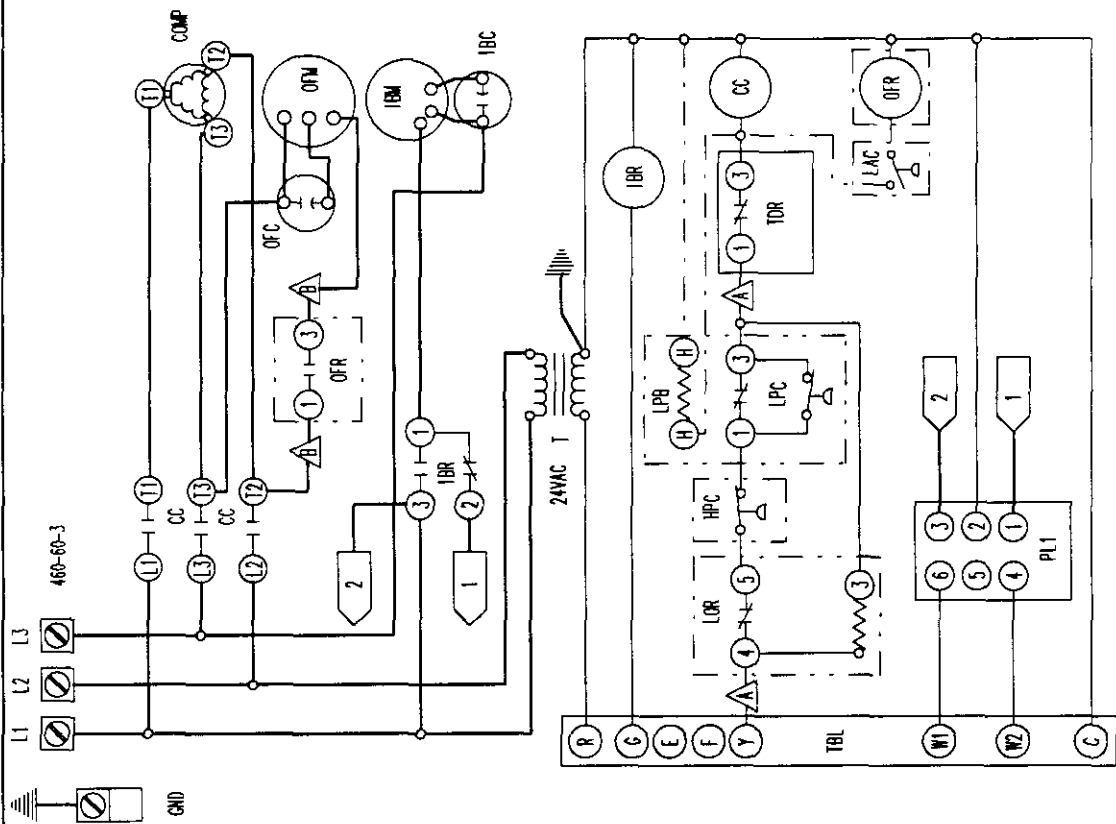 L1
L2
L3
460-60-3
GND
COMP
T1
T2
T3
L1
T1
CC
L3
T3
CC
L2
T2
OFM
OFC
B
1
3
OFR
B
IBM
IBC
3
1
IBR
2
2
1
24VAC
T
R
G
E
F
Y
TBL
W1
W2
C
IBR
A
4
5
LOR
3
HPC
LPB
H
H
1
3
LPC
A
1
3
TDR
CC
LAC
OFR
6
3
5
2
4
1
PL1
2
1